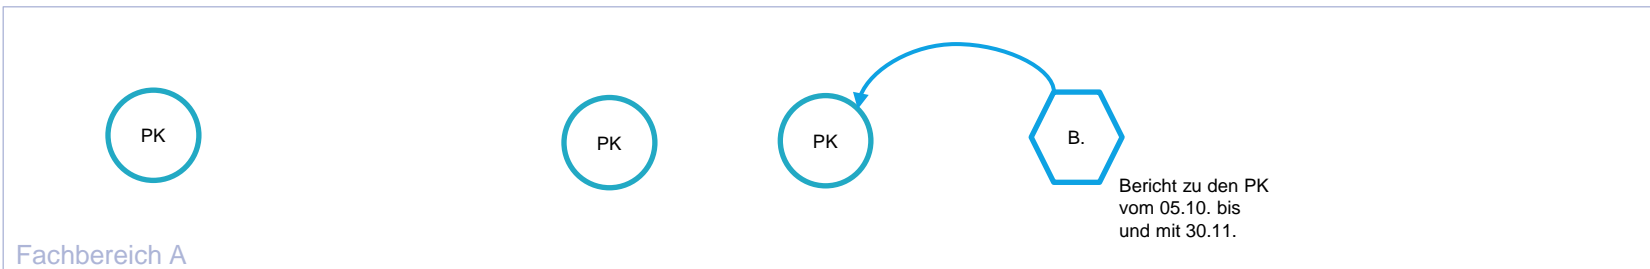 PK
PK
PK
B.
Bericht zu den PK
vom 05.10. bis
und mit 30.11.
Fachbereich A